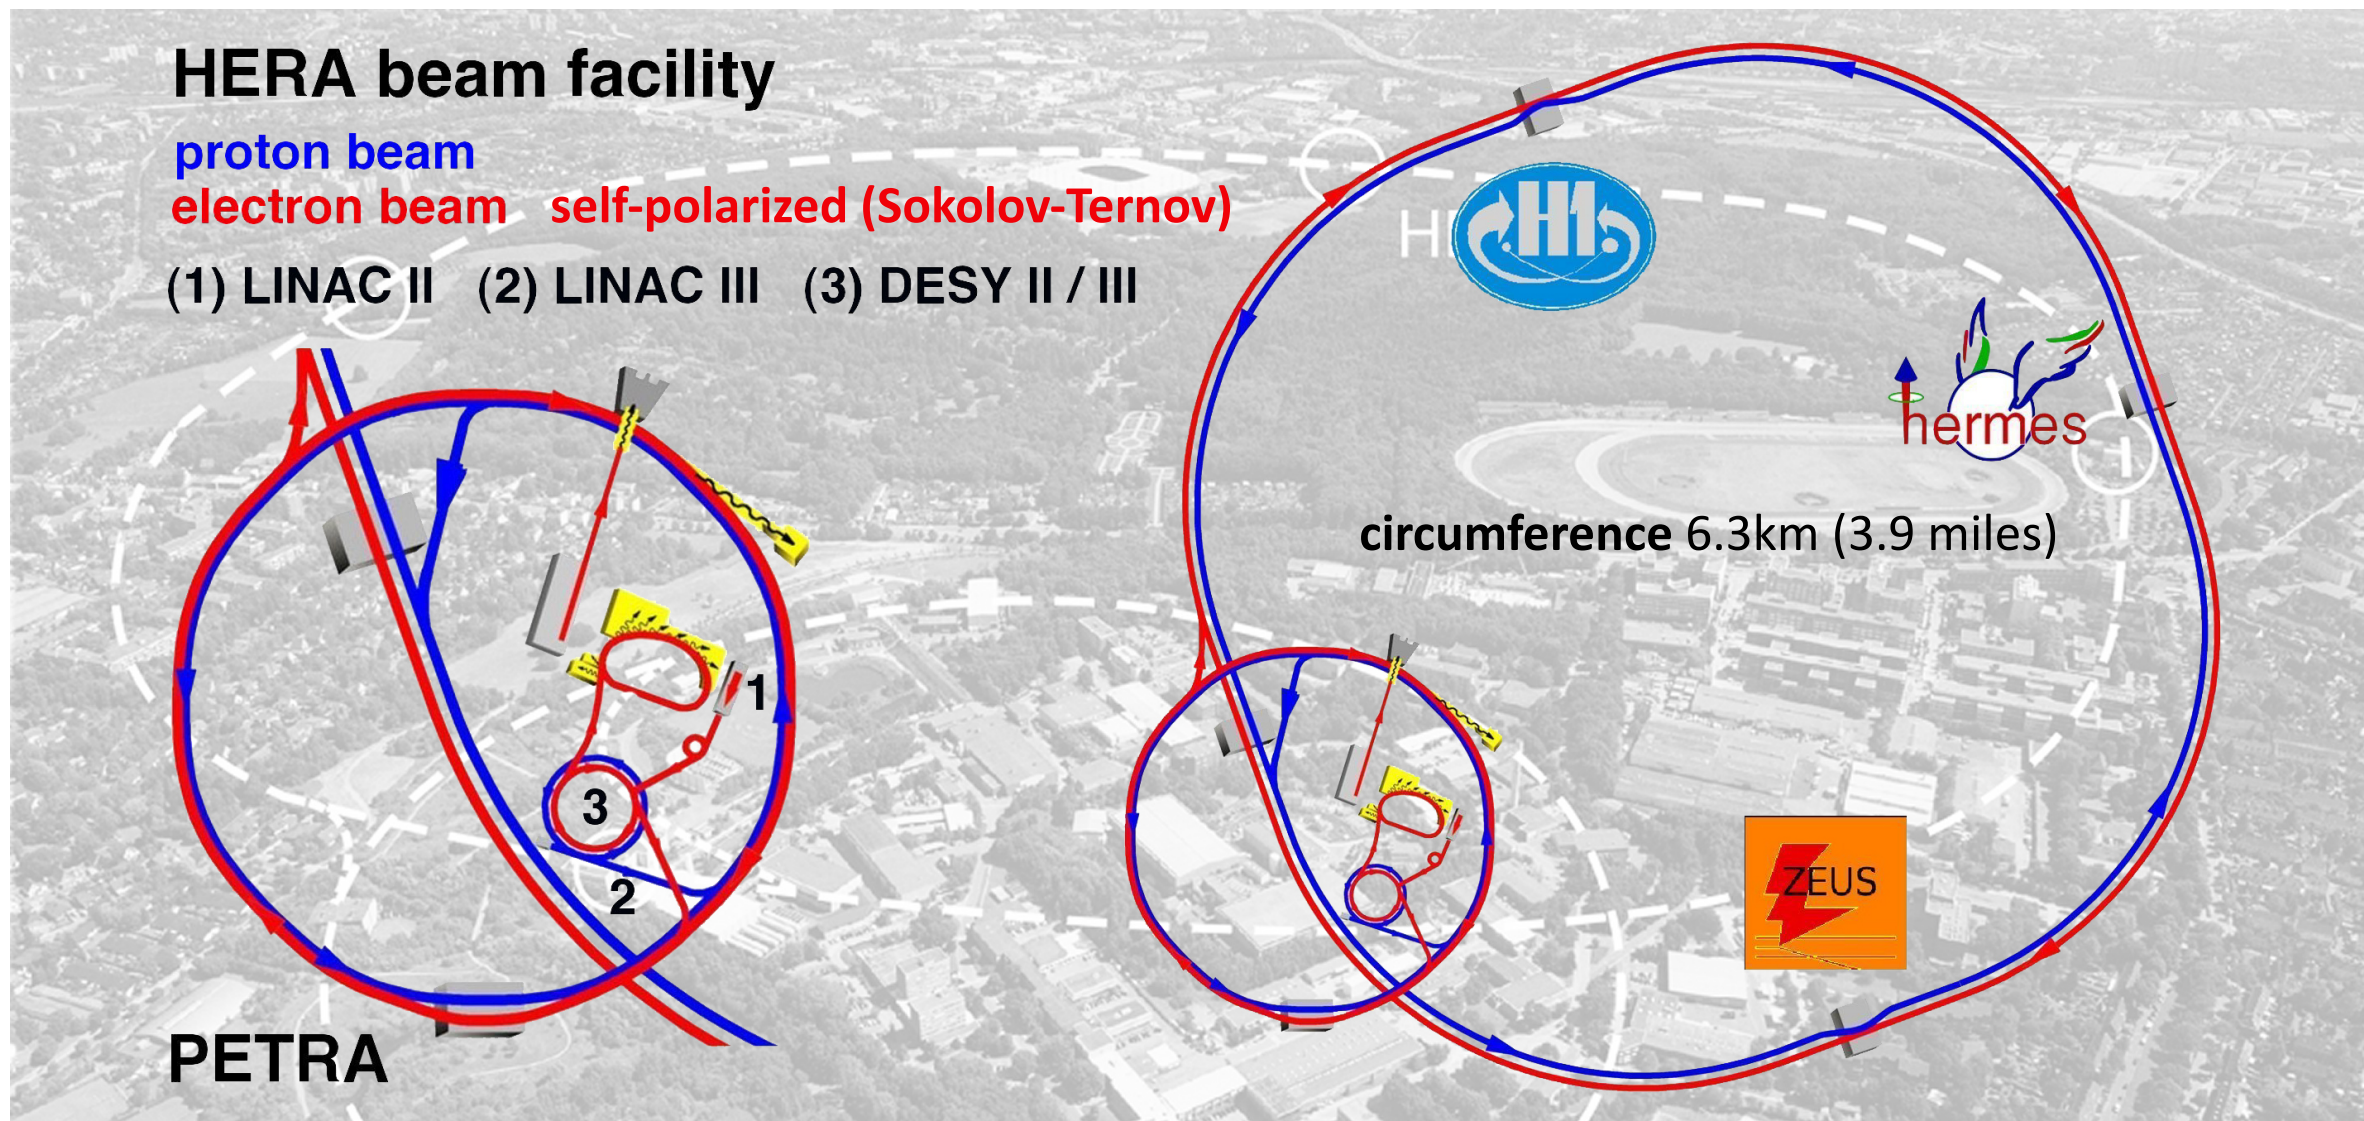 HERA beam facility
proton beam
electron beam self-polarized (Sokolov-Ternov)
(1) LINAC II (2) LINAC III (3) DESY II / III
H1
hermes
circumference 6.3km (3.9 miles)
1
3
2
ZEUS
PETRA